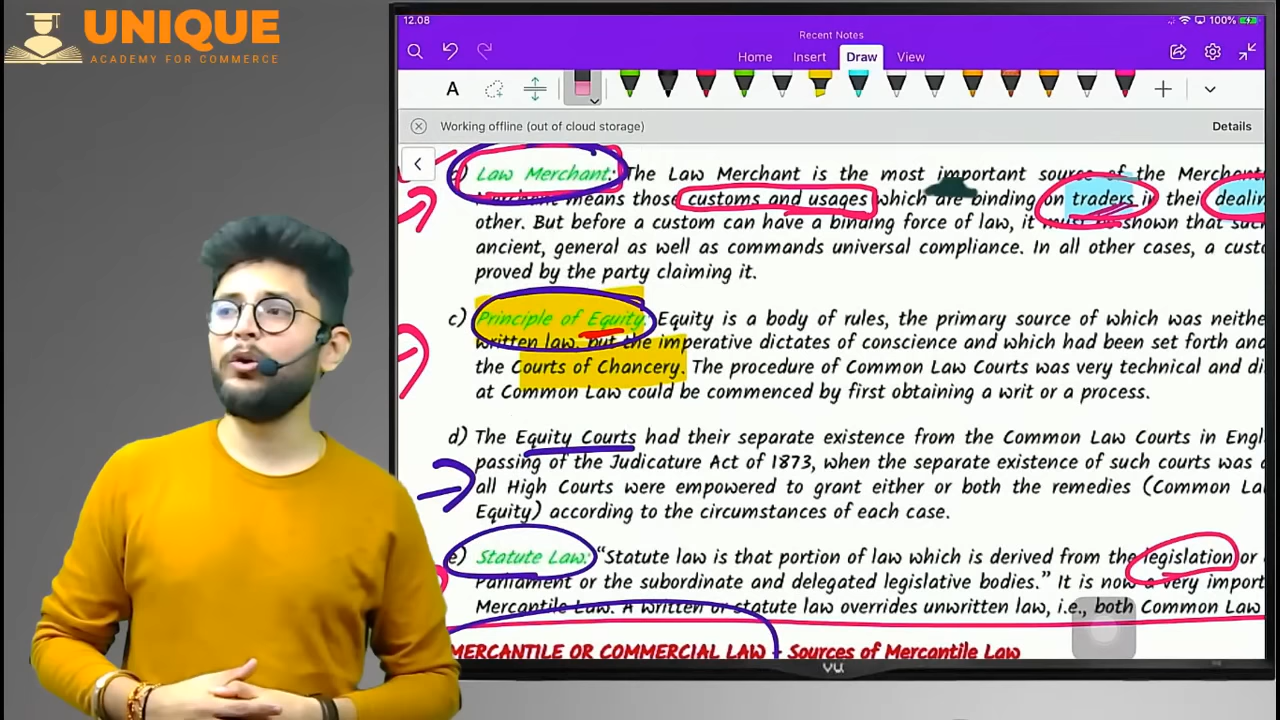 UNIQUE
ACADEMY FOR COMMERCE
12.08
100%
Recent Notes
Home Insert Draw View
A
Working offline (out of cloud storage)
Details
Law Merchant: The Law Merchant is the most important source of the Merchant
Merchant means those customs and usages which are binding on traders in their dealin
other. But before a custom can have a binding force of law, it must be shown that suc
ancient, general as well as commands universal compliance. In all other cases, a custo
proved by the party claiming it.
c) Principle of Equity: Equity is a body of rules, the primary source of which was neithe
written law, but the imperative dictates of conscience and which had been set forth and
the Courts of Chancery. The procedure of Common Law Courts was very technical and di
at Common Law could be commenced by first obtaining a writ or a process.
d) The Equity Courts had their separate existence from the Common Law Courts in Engl
passing of the Judicature Act of 1873, when the separate existence of such courts was
all High Courts were empowered to grant either or both the remedies (Common La
Equity) according to the circumstances of each case.
e) Statute Law: "Statute law is that portion of law which is derived from the legislation or
Parliament or the subordinate and delegated legislative bodies." It is now a very import
Mercantile Law. A written or statute law overrides unwritten law, i.e., both Common Law
MERCANTILE OR COMMERCIAL LAW - Sources of Mercantile Law
vu